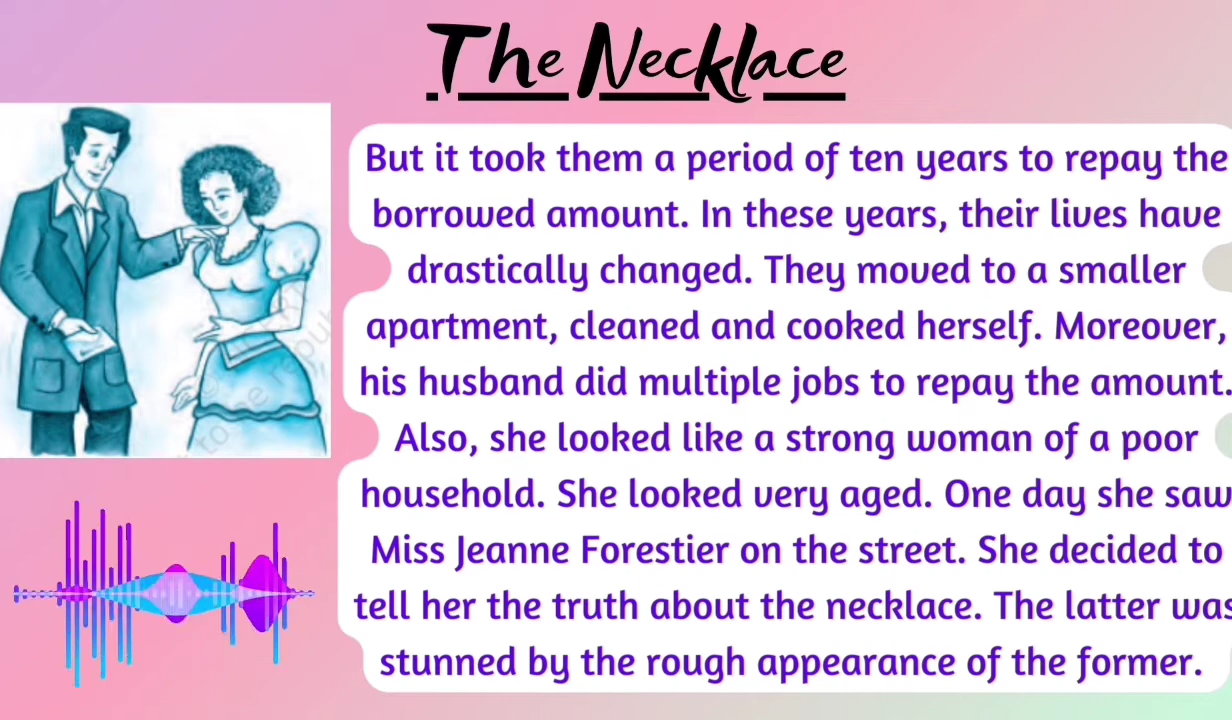 The Necklace
But it took them a period of ten years to repay the
borrowed amount. In these years, their lives have
drastically changed. They moved to a smaller
apartment, cleaned and cooked herself. Moreover,
his husband did multiple jobs to repay the amount.
Also, she looked like a strong woman of a poor
household. She looked very aged. One day she saw
Miss Jeanne Forestier on the street. She decided to
tell her the truth about the necklace. The latter was
stunned by the rough appearance of the former.